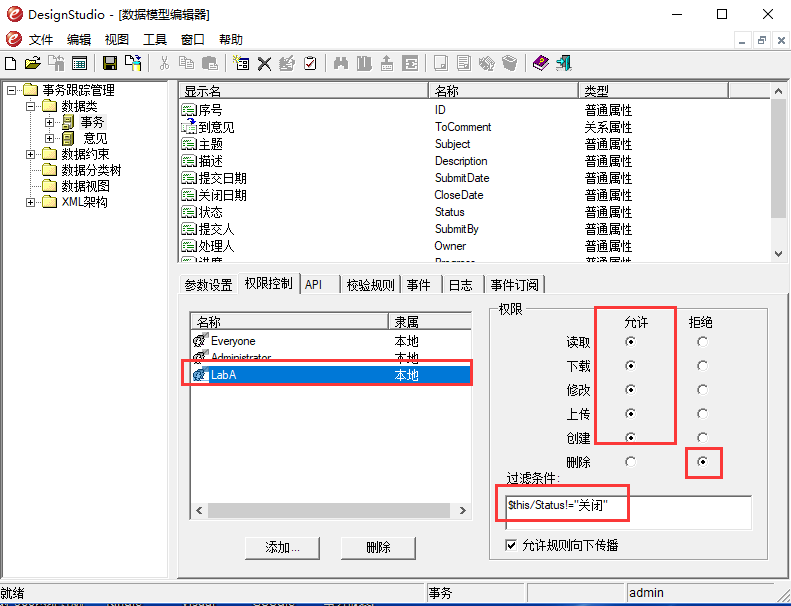 DesignStudio - [数据模型编辑器]
文件 编辑 视图 工具 窗口 帮助
事务跟踪管理
数据类
事务
意见
数据约束
数据分类树
数据视图
XML架构
显示名 名称 类型
序号 ID 普通属性
到意见 ToComment 关系属性
主题 Subject 普通属性
描述 Description 普通属性
提交日期 SubmitDate 普通属性
关闭日期 CloseDate 普通属性
状态 Status 普通属性
提交人 SubmitBy 普通属性
处理人 Owner 普通属性
进度 Progress 普通属性
参数设置 权限控制 API 校验规则 事件 日志 事件订阅
名称 隶属
Everyone 本地
Administrator 本地
LabA 本地
添加... 删除
权限
允许 拒绝
读取
下载
修改
上传
创建
删除
过滤条件:
$this/Status!="关闭"
允许规则向下传播
就绪 事务 admin